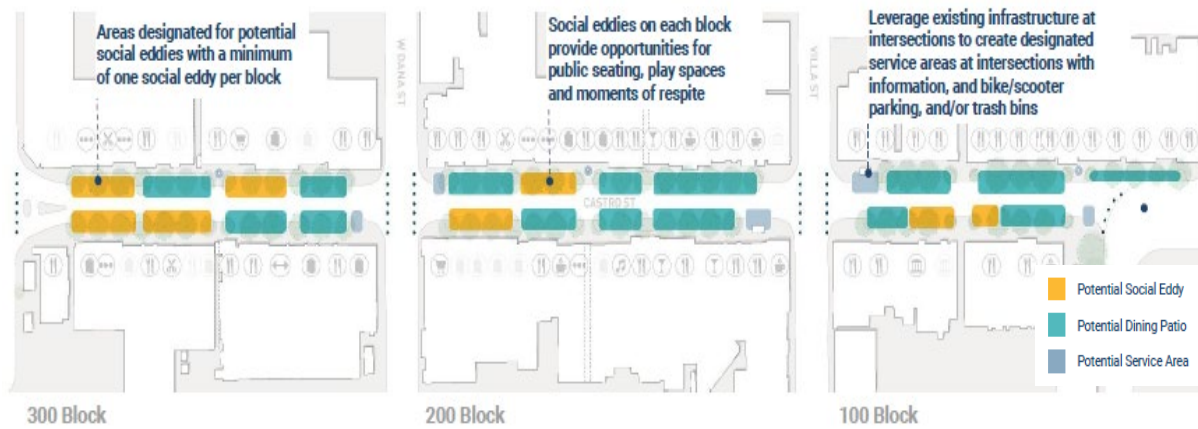 Areas designated for potential
social eddies with a minimum
of one social eddy per block
W DANA ST
Social eddies on each block
provide opportunities for
public seating, play spaces
and moments of respite
VILLA ST
Leverage existing infrastructure at
intersections to create designated
service areas at intersections with
information, and bike/scooter
parking, and/or trash bins
CASTRO ST
Potential Social Eddy
Potential Dining Patio
Potential Service Area
300 Block
200 Block
100 Block